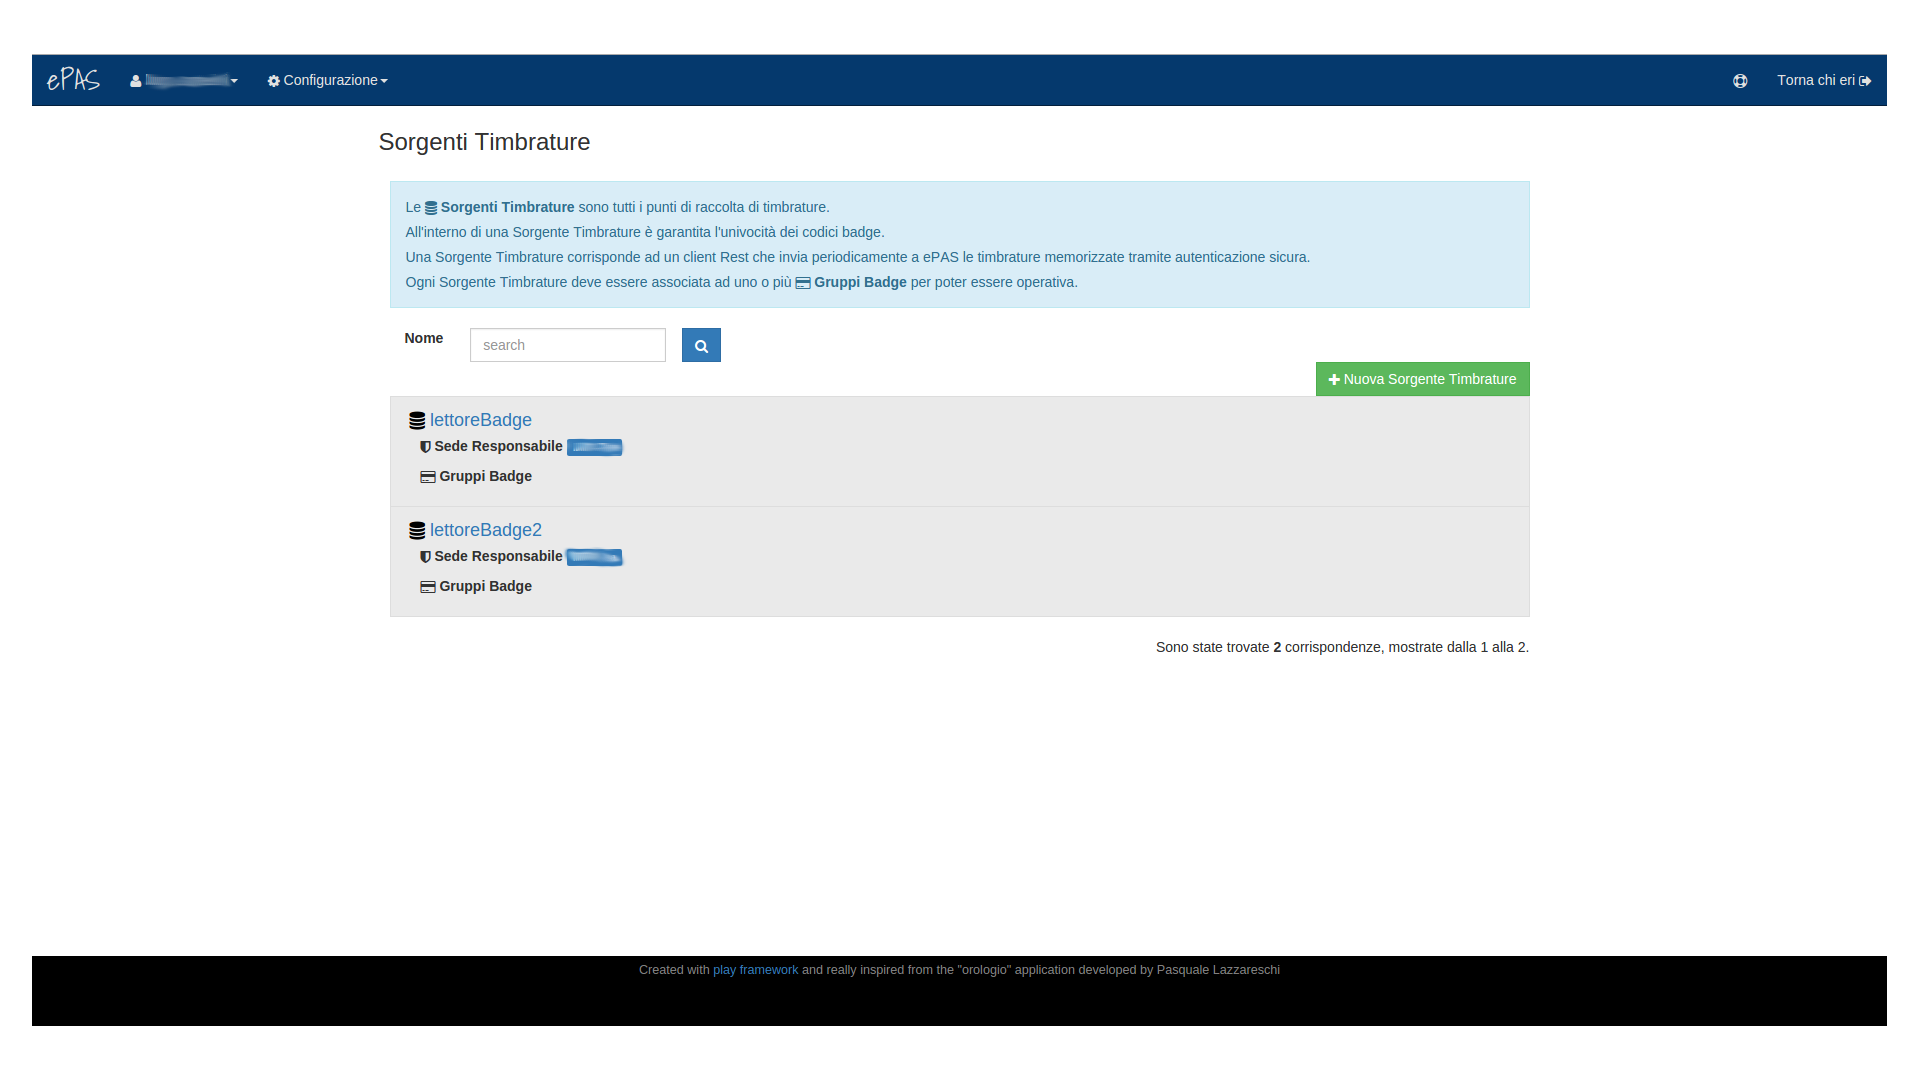 ePAS Configurazione Torna chi eri
Sorgenti Timbrature
Le Sorgenti Timbrature sono tutti i punti di raccolta di timbrature.
All'interno di una Sorgente Timbrature è garantita l'univocità dei codici badge.
Una Sorgente Timbrature corrisponde ad un client Rest che invia periodicamente a ePAS le timbrature memorizzate tramite autenticazione sicura.
Ogni Sorgente Timbrature deve essere associata ad uno o più Gruppi Badge per poter essere operativa.
Nome search
Nuova Sorgente Timbrature
lettoreBadge
Sede Responsabile
Gruppi Badge
lettoreBadge2
Sede Responsabile
Gruppi Badge
Sono state trovate 2 corrispondenze, mostrate dalla 1 alla 2.
Created with play framework and really inspired from the "orologio" application developed by Pasquale Lazzareschi